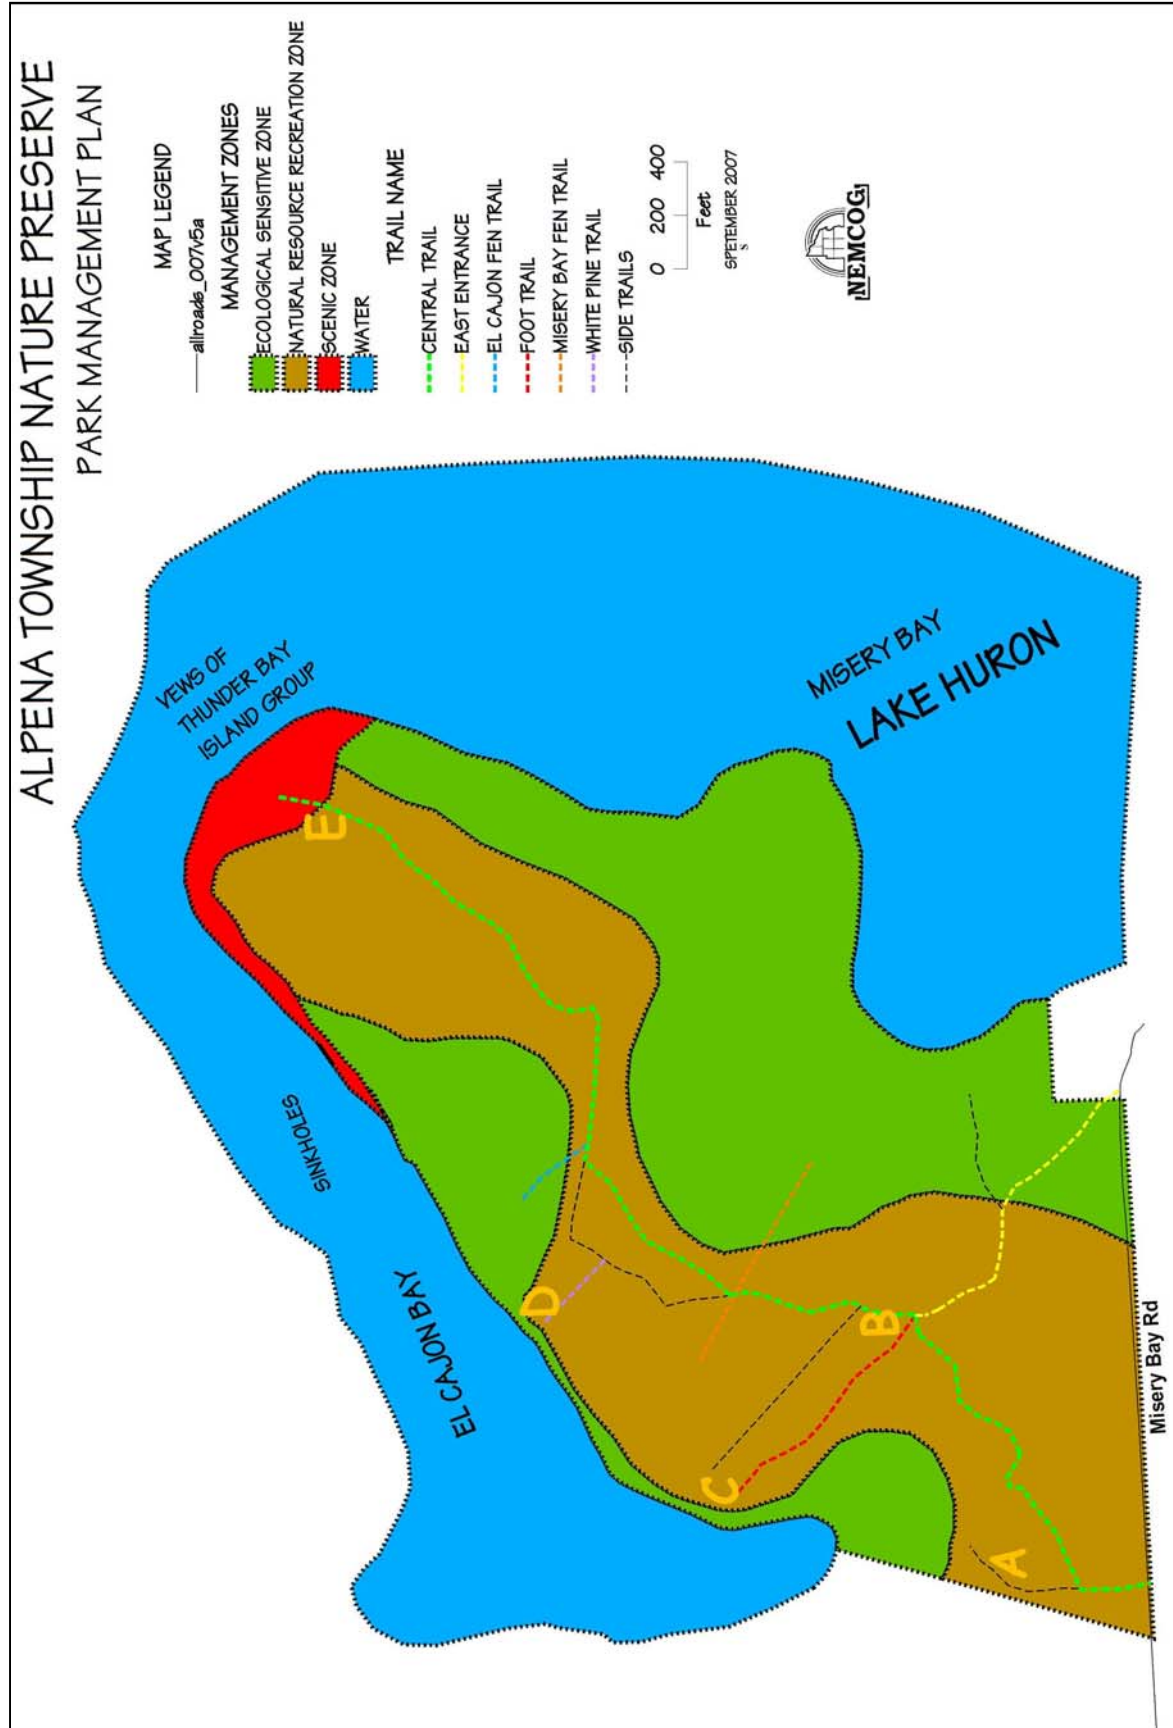 ALPENA TOWNSHIP NATURE PRESERVE
PARK MANAGEMENT PLAN
MAP LEGEND
allroads_007v5a
MANAGEMENT ZONES
ECOLOGICAL SENSITIVE ZONE
NATURAL RESOURCE RECREATION ZONE
SCENIC ZONE
WATER
TRAIL NAME
CENTRAL TRAIL
EAST ENTRANCE
EL CAJON FEN TRAIL
FOOT TRAIL
MISERY BAY FEN TRAIL
WHITE PINE TRAIL
SIDE TRAILS
0 200 400
Feet
SPETEMBER 2007
S
NEMCOG
VEWS OF
THUNDER BAY
ISLAND GROUP
SINKHOLES
EL CAJON BAY
MISERY BAY
LAKE HURON
E
D
C
B
A
Misery Bay Rd